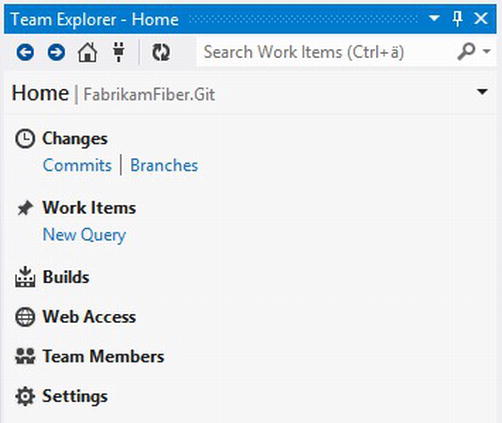 Team Explorer - Home
Search Work Items (Ctrl+ä)
Home | FabrikamFiber.Git
Changes
Commits | Branches
Work Items
New Query
Builds
Web Access
Team Members
Settings